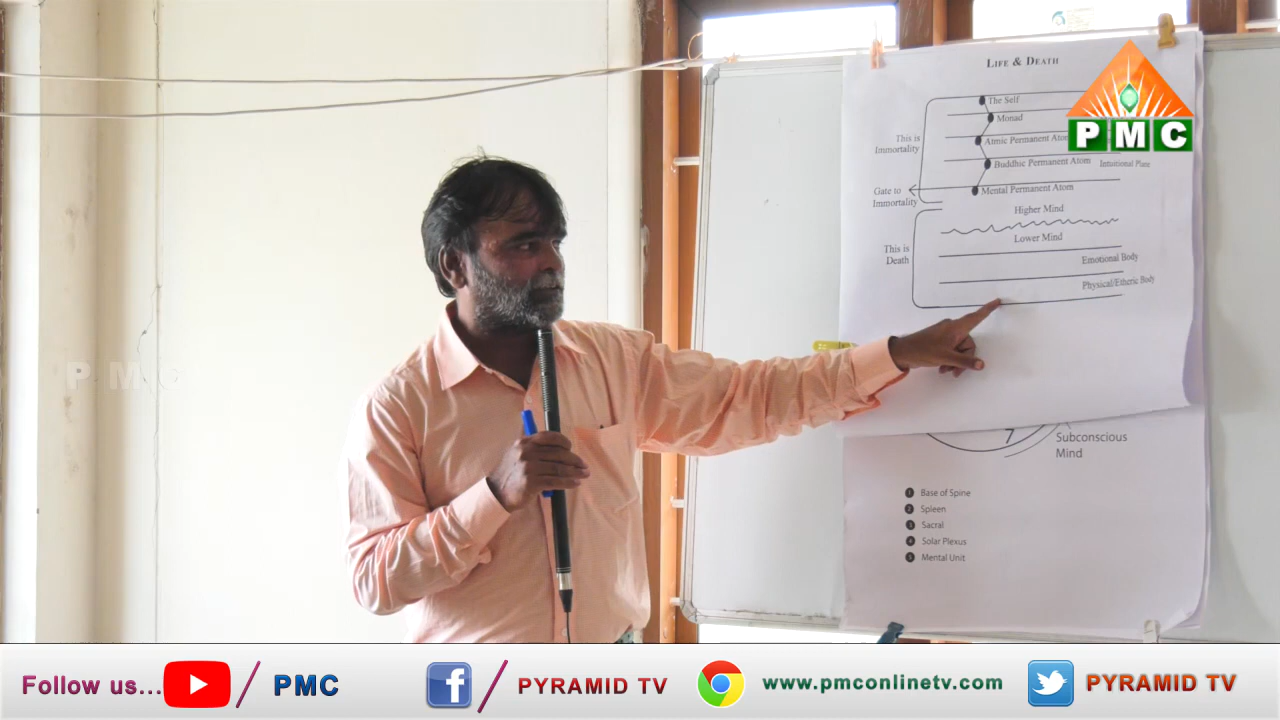 LIFE & DEATH
The Self
Monad
This is
Immortality
Atmic Permanent Atom
Buddhic Permanent Atom
Intuitional Plane
Gate to
Immortality
Mental Permanent Atom
Higher Mind
Lower Mind
This is
Death
Emotional Body
Physical/Etheric Body
PMC
PMC
7
Subconscious
Mind
1 Base of Spine
2 Spleen
3 Sacral
4 Solar Plexus
5 Mental Unit
Follow us... PMC PYRAMID TV www.pmconlinetv.com PYRAMID TV